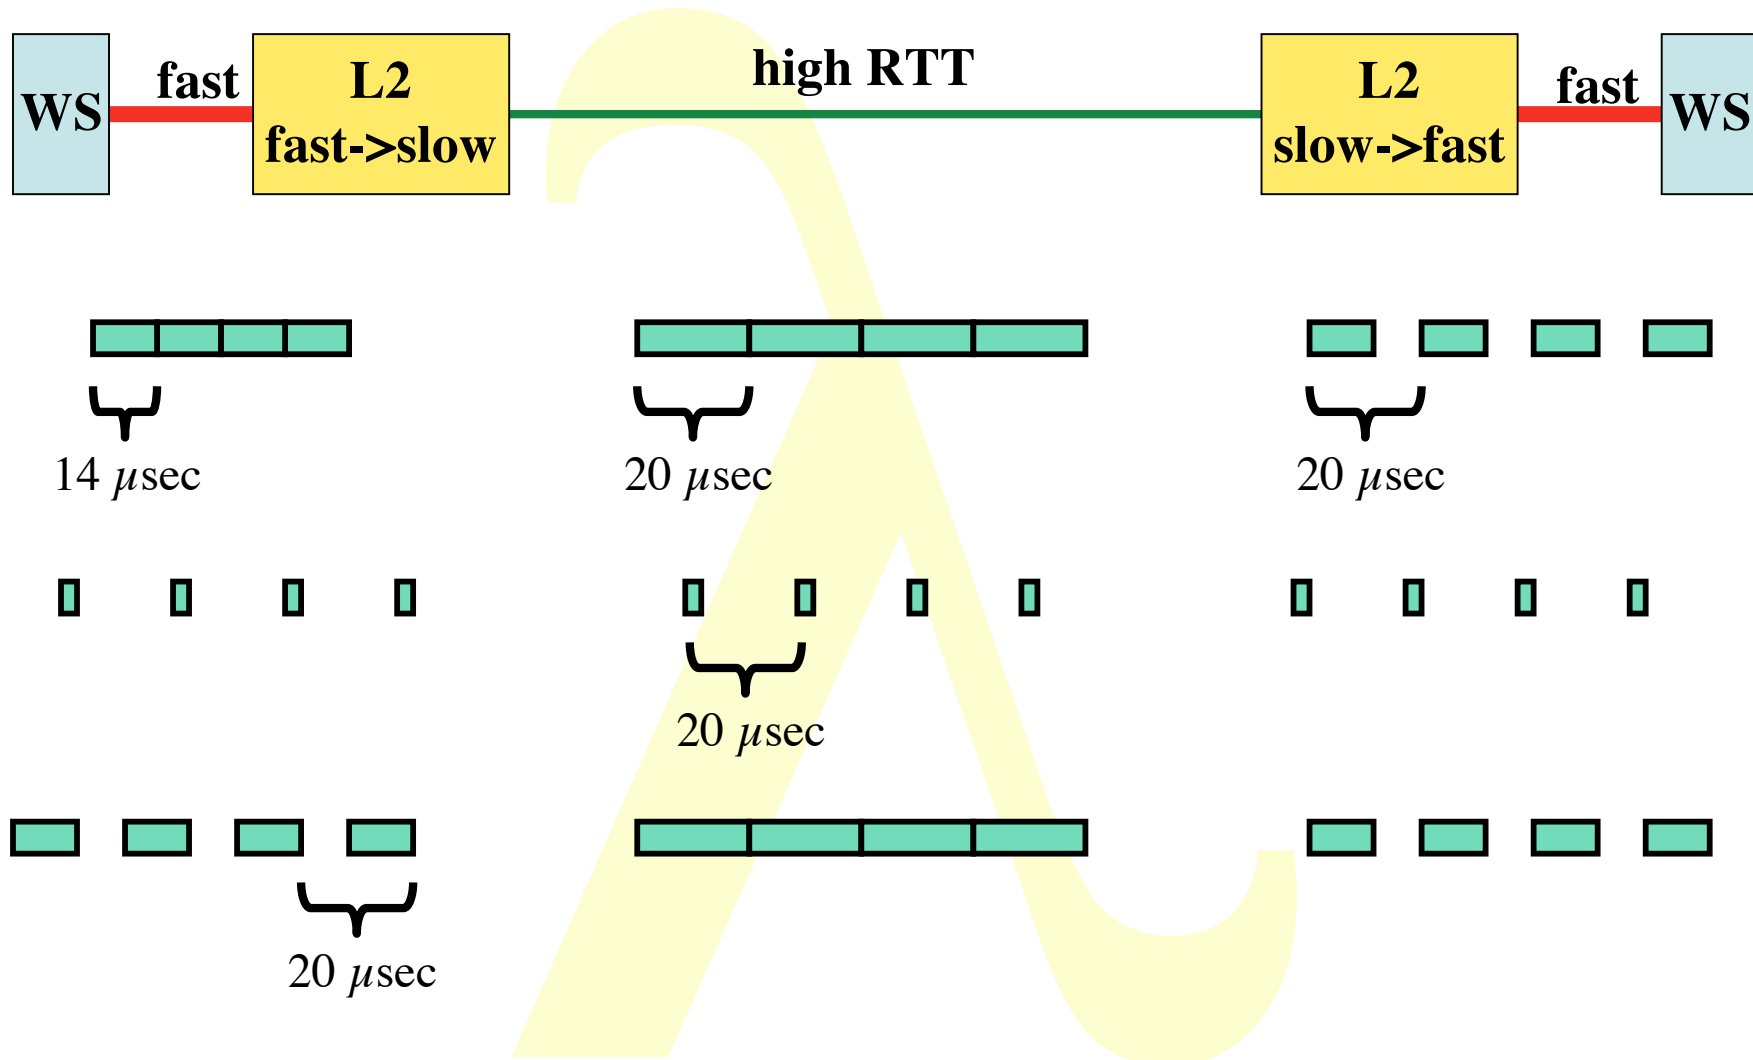 WS
fast
L2
fast->slow
high RTT
L2
slow->fast
fast
WS
14 µsec
20 µsec
20 µsec
20 µsec
20 µsec